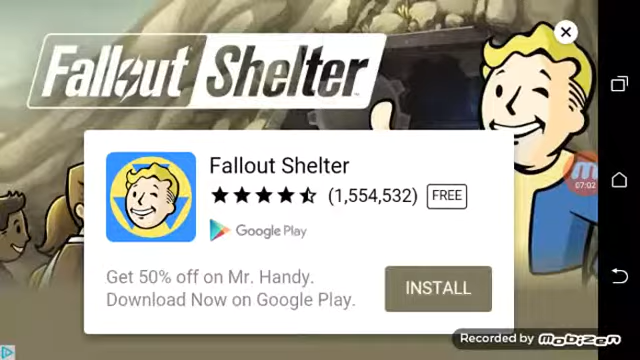 Fallout Shelter
Fallout Shelter
(1,554,532) FREE
Google Play
Get 50% off on Mr. Handy.
Download Now on Google Play.
INSTALL
07:02
Recorded by Mobizen